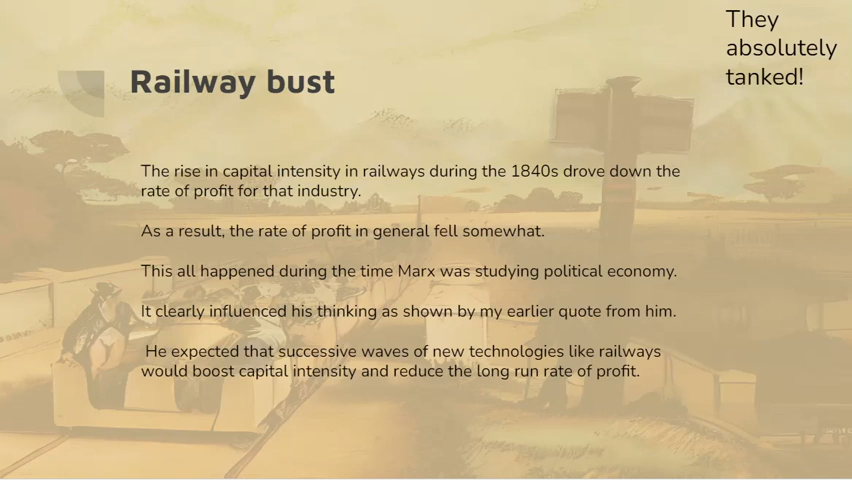 They
absolutely
tanked!
Railway bust
The rise in capital intensity in railways during the 1840s drove down the
rate of profit for that industry.
As a result, the rate of profit in general fell somewhat.
This all happened during the time Marx was studying political economy.
It clearly influenced his thinking as shown by my earlier quote from him.
He expected that successive waves of new technologies like railways
would boost capital intensity and reduce the long run rate of profit.